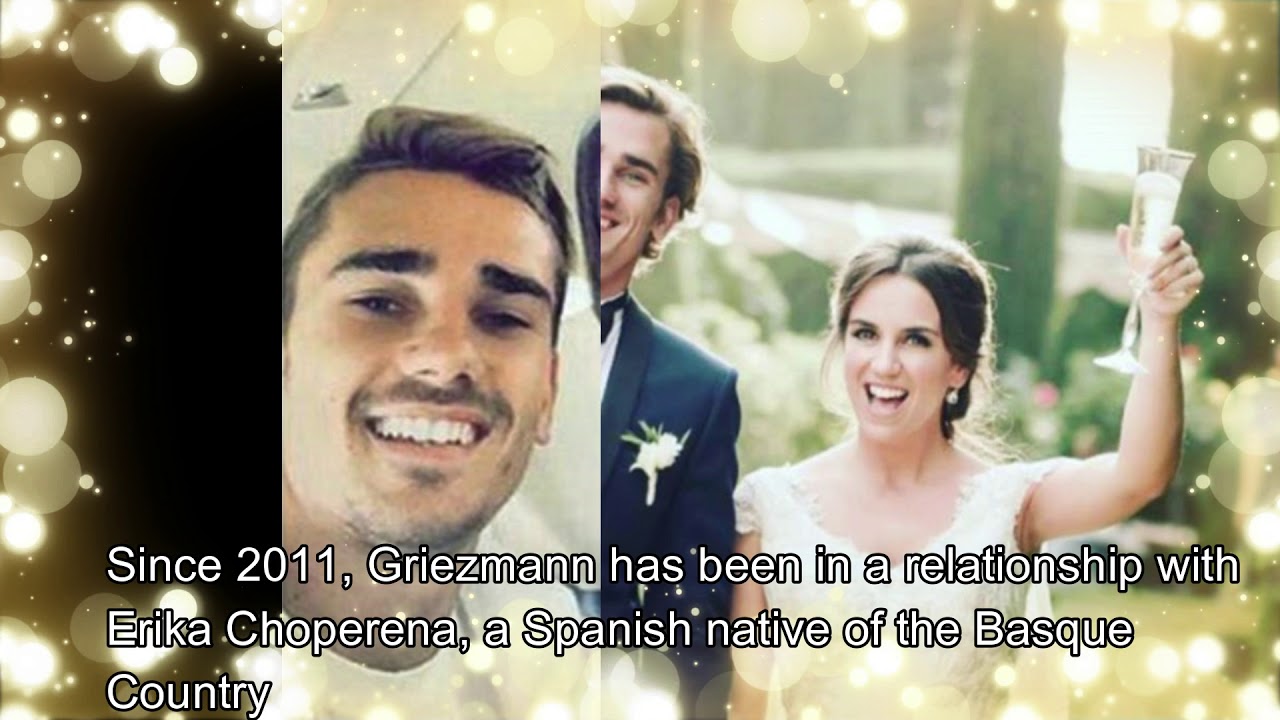 Since 2011, Griezmann has been in a relationship with
Erika Choperena, a Spanish native of the Basque
Country